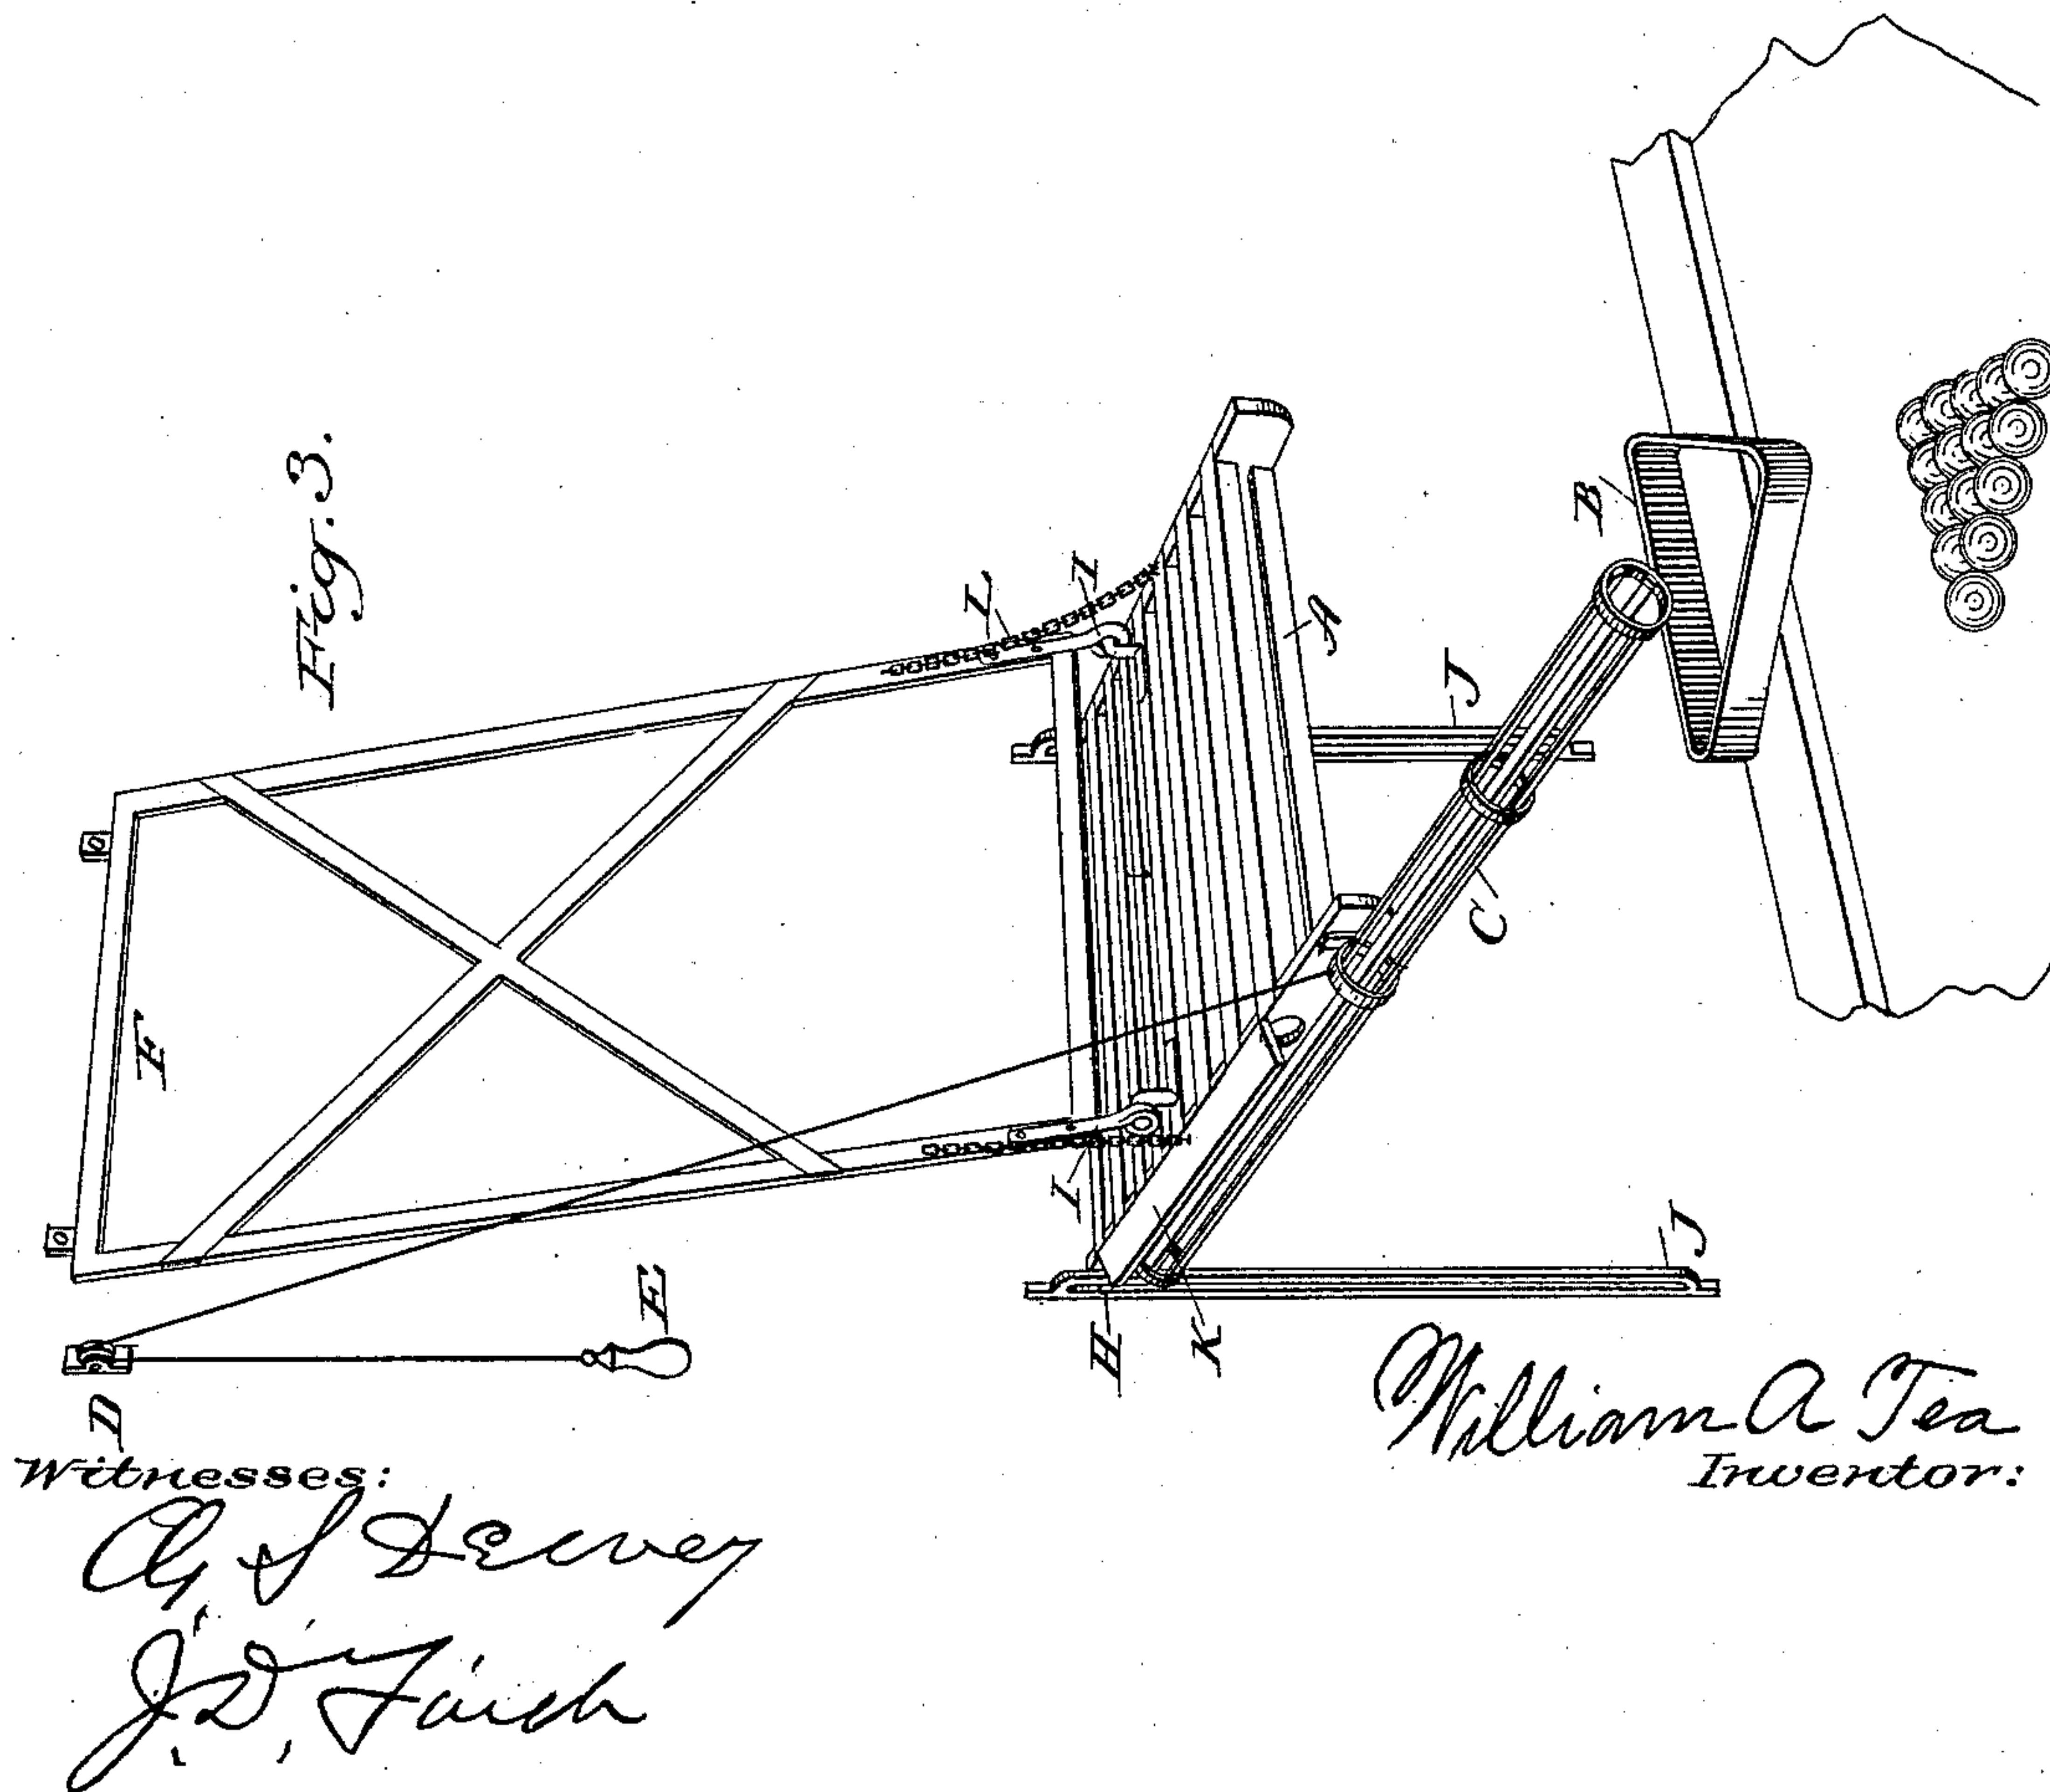 Fig. 3.
F
L
I
A
J
B
C
I
H
K
J
E
D
William A Tea
Inventor:
Witnesses:
J. D.